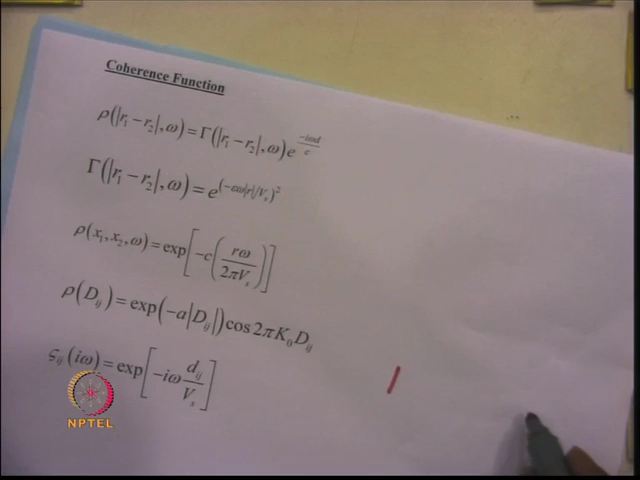 Coherence Function
ρ(|r₁ − r₂|, ω) = Γ(|r₁ − r₂|, ω) e^(−iωd/c)
Γ(|r₁ − r₂|, ω) = e^(−αω|r|/Vₛ)²
ρ(x₁, x₂, ω) = exp[−c(rω/2πVₛ)]
ρ(Dᵢⱼ) = exp(−a|Dᵢⱼ|) cos 2πK₀Dᵢⱼ
ςᵢⱼ(iω) = exp[−iω dᵢⱼ/Vₛ]
NPTEL